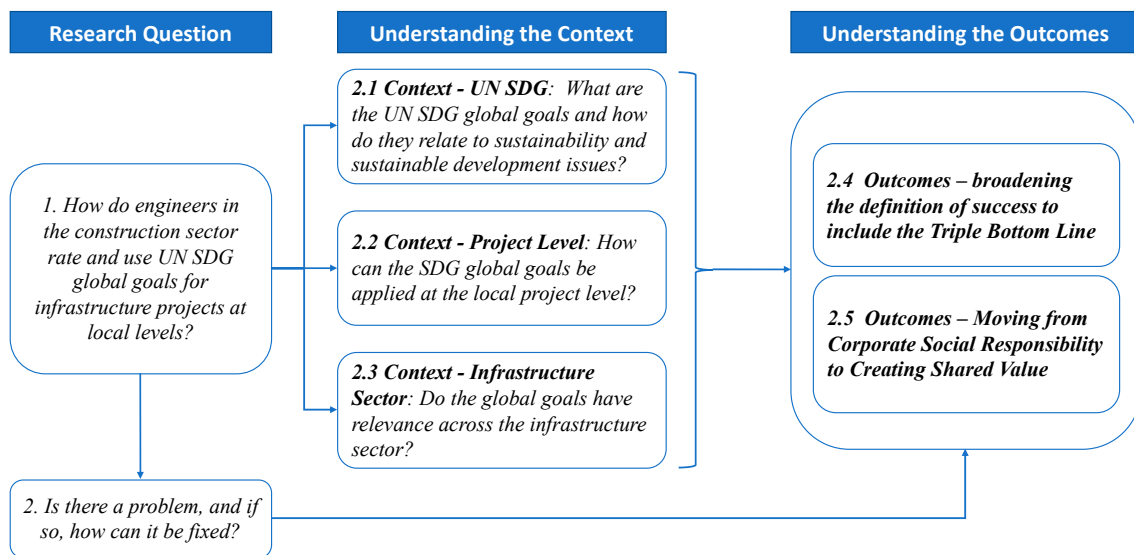 Research Question
Understanding the Context
Understanding the Outcomes
1. How do engineers in
the construction sector
rate and use UN SDG
global goals for
infrastructure projects at
local levels?
2. Is there a problem, and if
so, how can it be fixed?
2.1 Context - UN SDG: What are
the UN SDG global goals and how
do they relate to sustainability and
sustainable development issues?
2.2 Context - Project Level: How
can the SDG global goals be
applied at the local project level?
2.3 Context - Infrastructure
Sector: Do the global goals have
relevance across the infrastructure
sector?
2.4 Outcomes – broadening
the definition of success to
include the Triple Bottom Line
2.5 Outcomes – Moving from
Corporate Social Responsibility
to Creating Shared Value